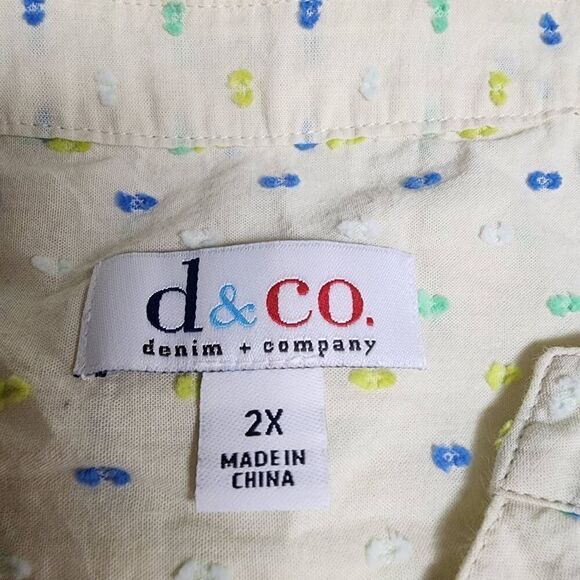 d&co.
denim + company
2X
MADE IN
CHINA